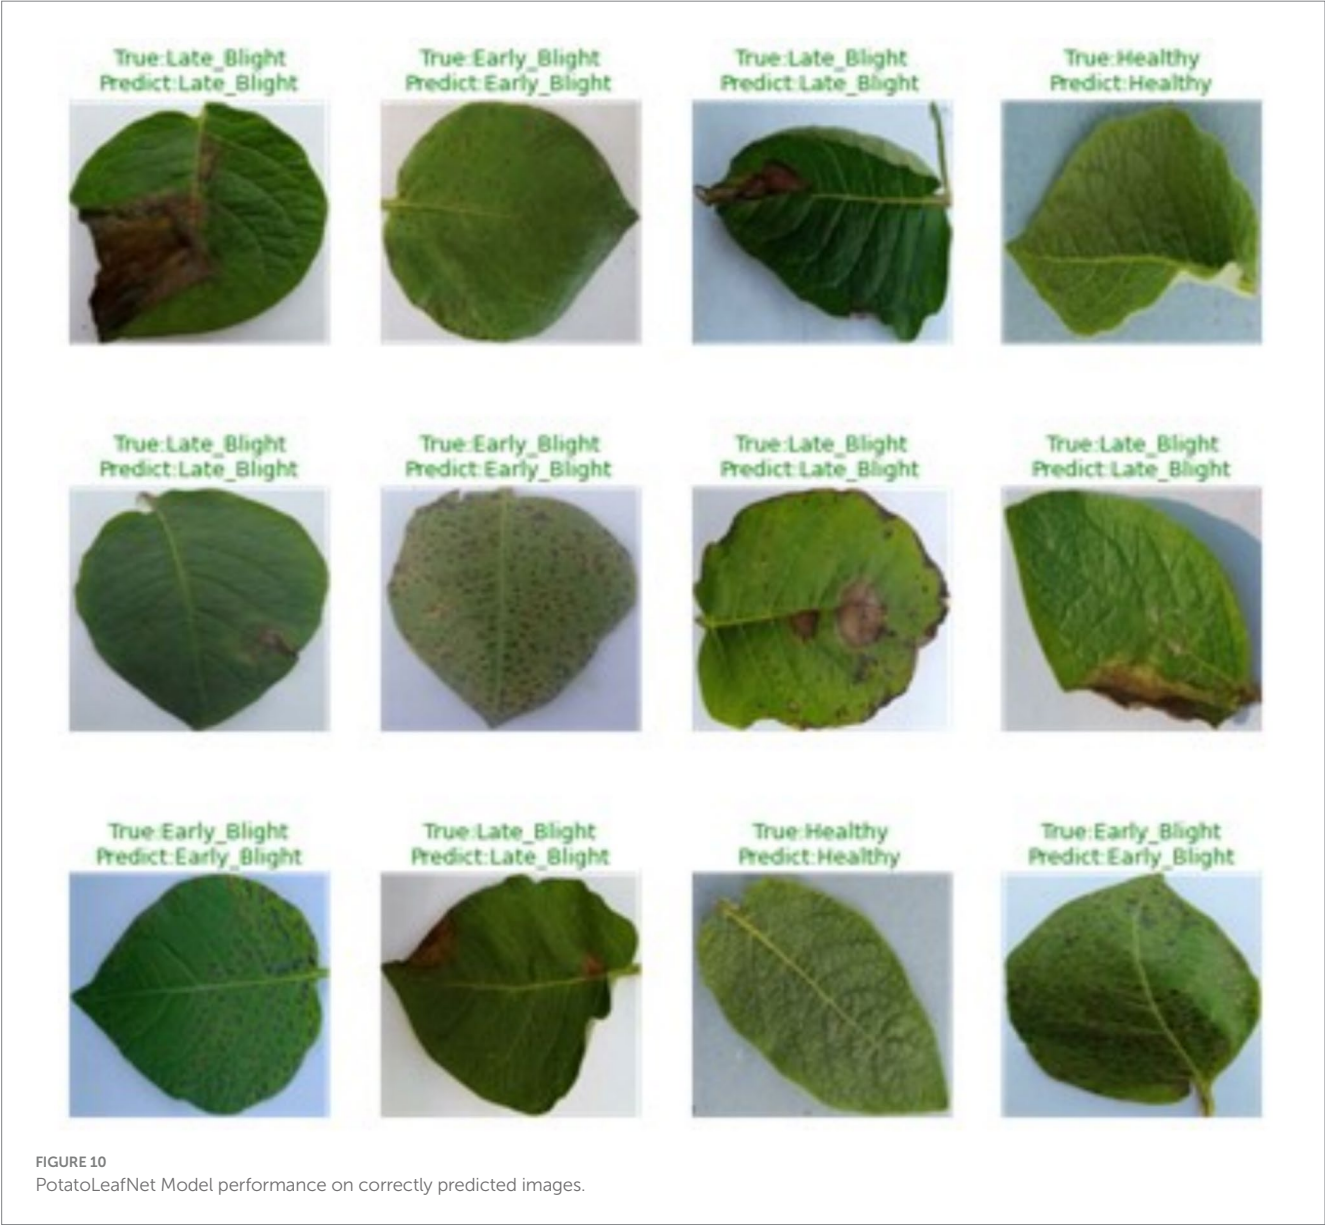 True:Late_Blight
Predict:Late_Blight
True:Early_Blight
Predict:Early_Blight
True:Late_Blight
Predict:Late_Blight
True:Healthy
Predict:Healthy
True:Late_Blight
Predict:Late_Blight
True:Early_Blight
Predict:Early_Blight
True:Late_Blight
Predict:Late_Blight
True:Late_Blight
Predict:Late_Blight
True:Early_Blight
Predict:Early_Blight
True:Late_Blight
Predict:Late_Blight
True:Healthy
Predict:Healthy
True:Early_Blight
Predict:Early_Blight
FIGURE 10
PotatoLeafNet Model performance on correctly predicted images.